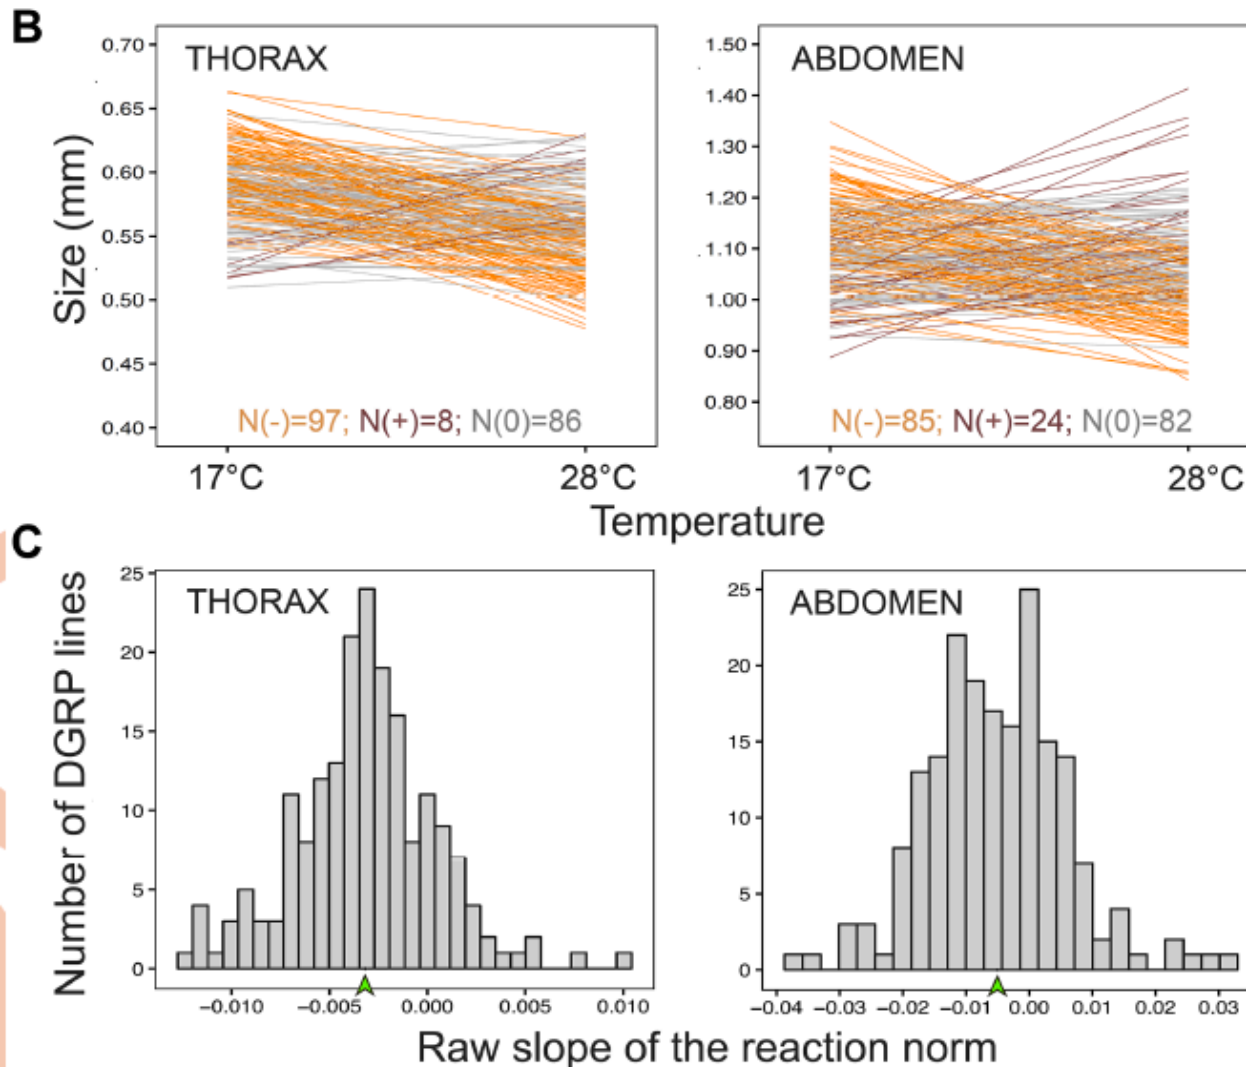 B
THORAX
ABDOMEN
Size (mm)
0.70
0.65
0.60
0.55
0.50
0.45
0.40
1.50
1.40
1.30
1.20
1.10
1.00
0.90
0.80
N(-)=97; N(+)=8; N(0)=86
N(-)=85; N(+)=24; N(0)=82
17°C
28°C
17°C
28°C
Temperature
C
THORAX
ABDOMEN
Number of DGRP lines
25
20
15
10
5
0
25
20
15
10
5
0
−0.010
−0.005
0.000
0.005
0.010
−0.04
−0.03
−0.02
−0.01
0.00
0.01
0.02
0.03
Raw slope of the reaction norm